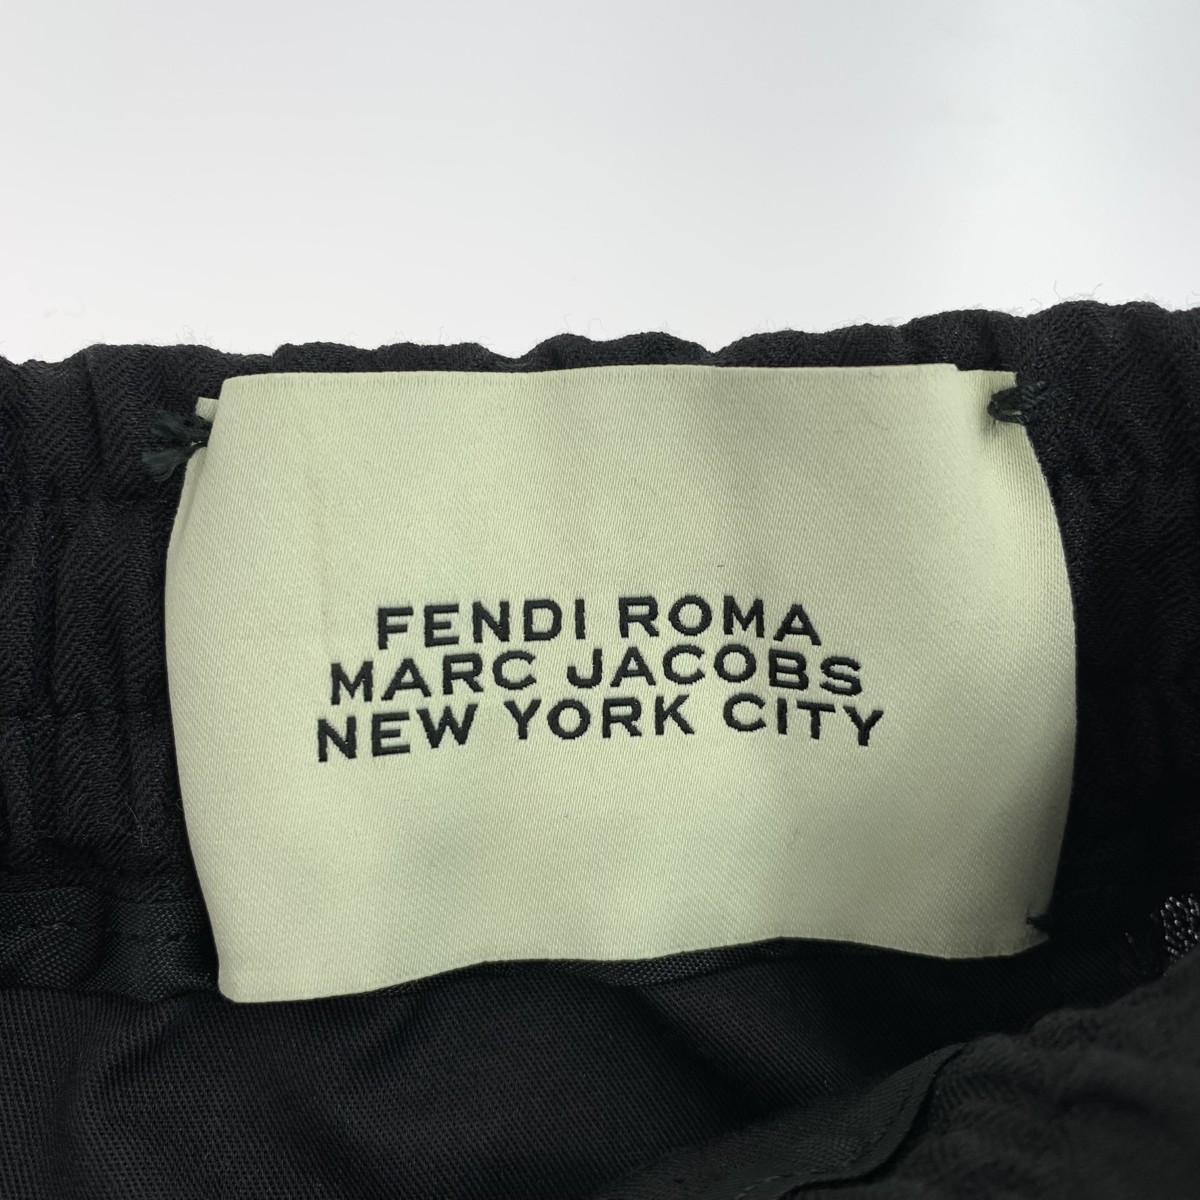 FENDI ROMA
MARC JACOBS
NEW YORK CITY